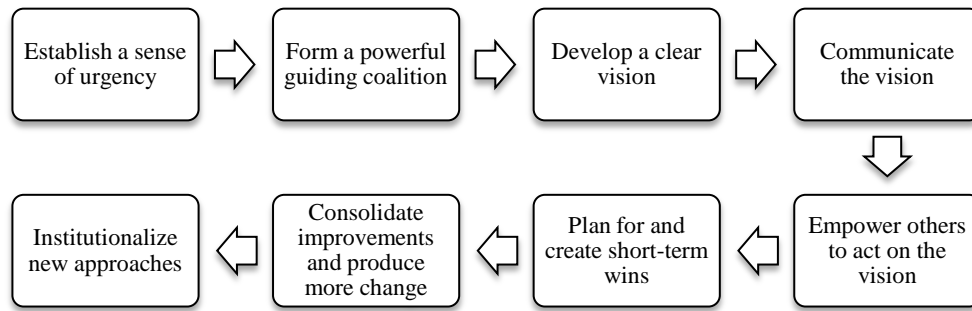 Establish a sense
of urgency
Form a powerful
guiding coalition
Develop a clear
vision
Communicate
the vision
Empower others
to act on the
vision
Plan for and
create short-term
wins
Consolidate
improvements
and produce
more change
Institutionalize
new approaches